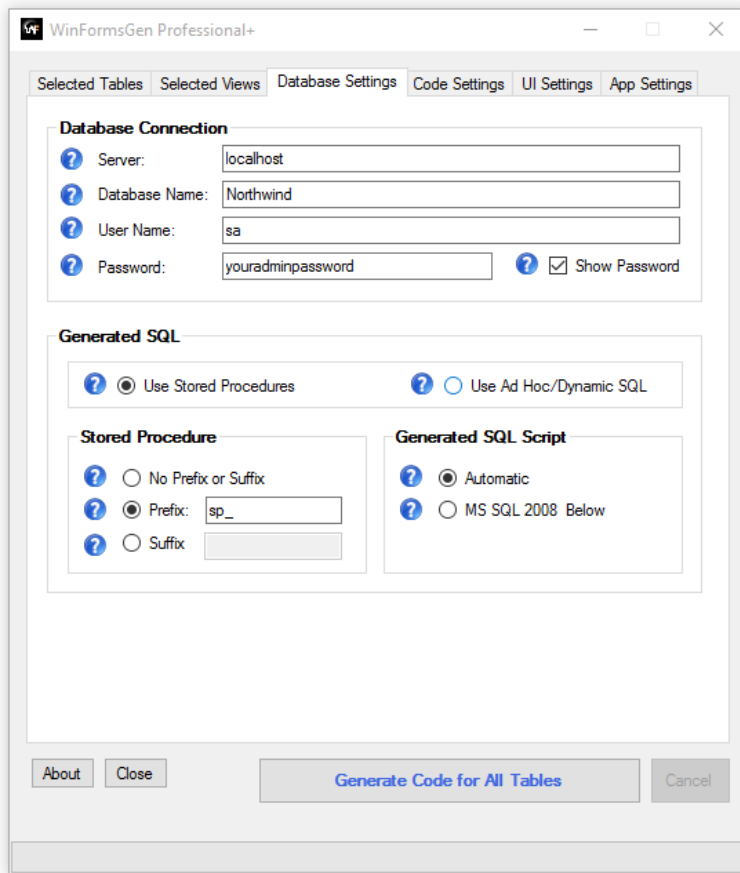 WinFormsGen Professional+
Selected Tables Selected Views Database Settings Code Settings UI Settings App Settings
Database Connection
Server: localhost
Database Name: Northwind
User Name: sa
Password: youradminpassword Show Password
Generated SQL
Use Stored Procedures Use Ad Hoc/Dynamic SQL
Stored Procedure Generated SQL Script
No Prefix or Suffix Automatic
Prefix: sp_ MS SQL 2008 Below
Suffix
About Close Generate Code for All Tables Cancel